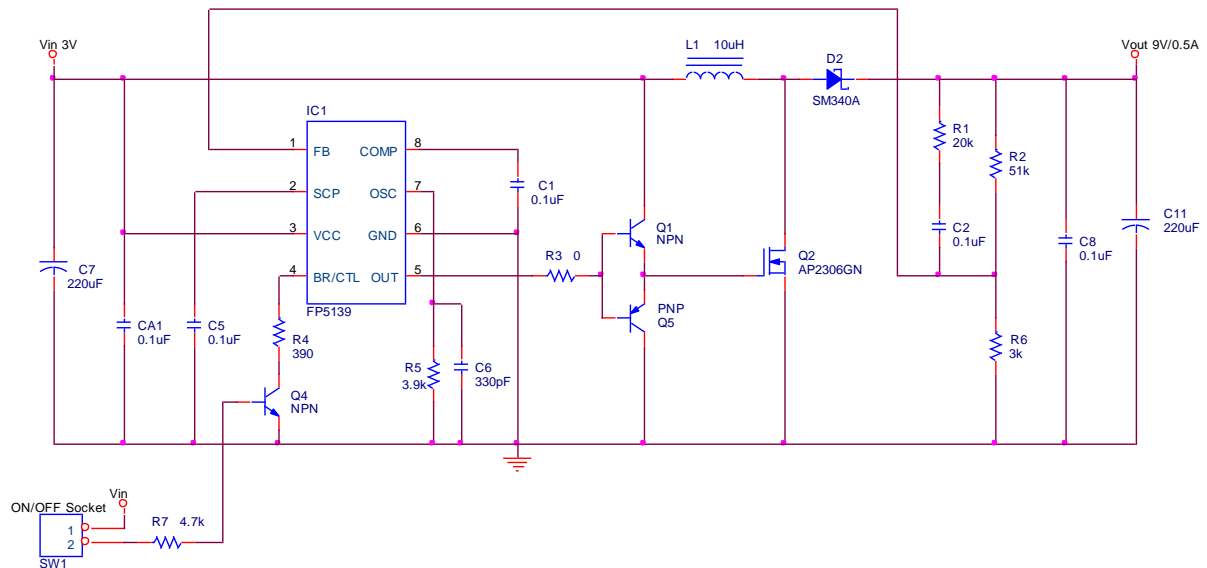 Vin 3V
L1 10uH
D2
SM340A
Vout 9V/0.5A
IC1
1 FB COMP 8
2 SCP OSC 7
3 VCC GND 6
4 BR/CTL OUT 5
FP5139
C1
0.1uF
R1
20k
R2
51k
C2
0.1uF
C11
220uF
C8
0.1uF
R3 0
Q1
NPN
PNP
Q5
Q2
AP2306GN
C7
220uF
CA1
0.1uF
C5
0.1uF
R4
390
R5
3.9k
C6
330pF
R6
3k
Q4
NPN
Vin
ON/OFF Socket
1
2
SW1
R7 4.7k